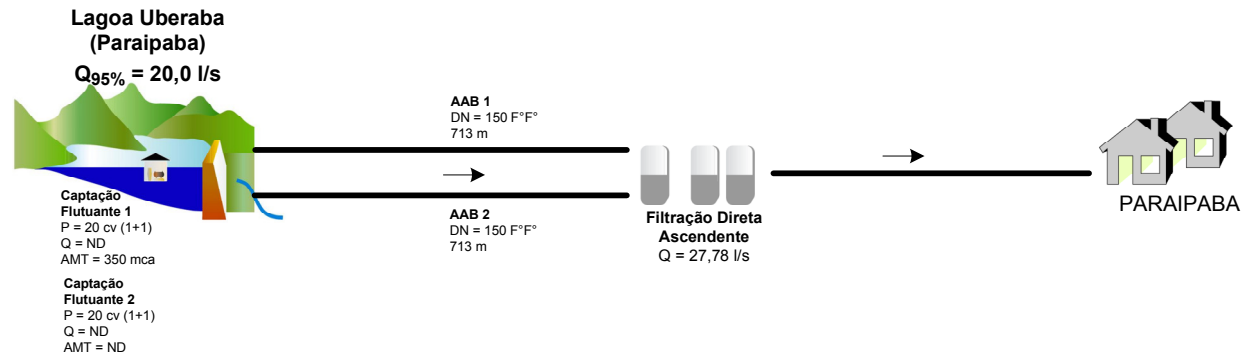 Lagoa Uberaba
(Paraipaba)
Q95% = 20,0 l/s
AAB 1
DN = 150 F°F°
713 m
Captação
Flutuante 1
P = 20 cv (1+1)
Q = ND
AMT = 350 mca
AAB 2
DN = 150 F°F°
713 m
Filtração Direta
Ascendente
Q = 27,78 l/s
PARAIPABA
Captação
Flutuante 2
P = 20 cv (1+1)
Q = ND
AMT = ND